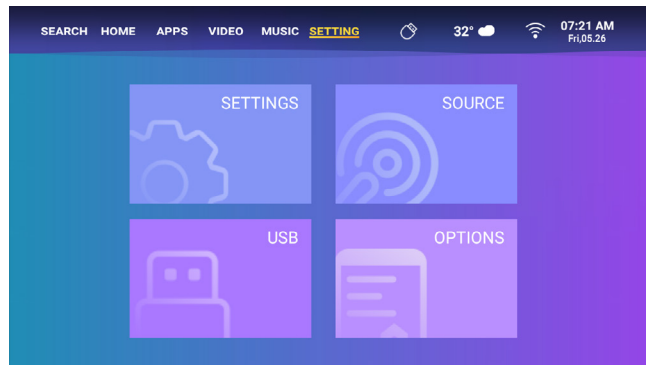 SEARCH HOME APPS VIDEO MUSIC SETTING 32° 07:21 AM
Fri,05.26
SETTINGS SOURCE
USB OPTIONS